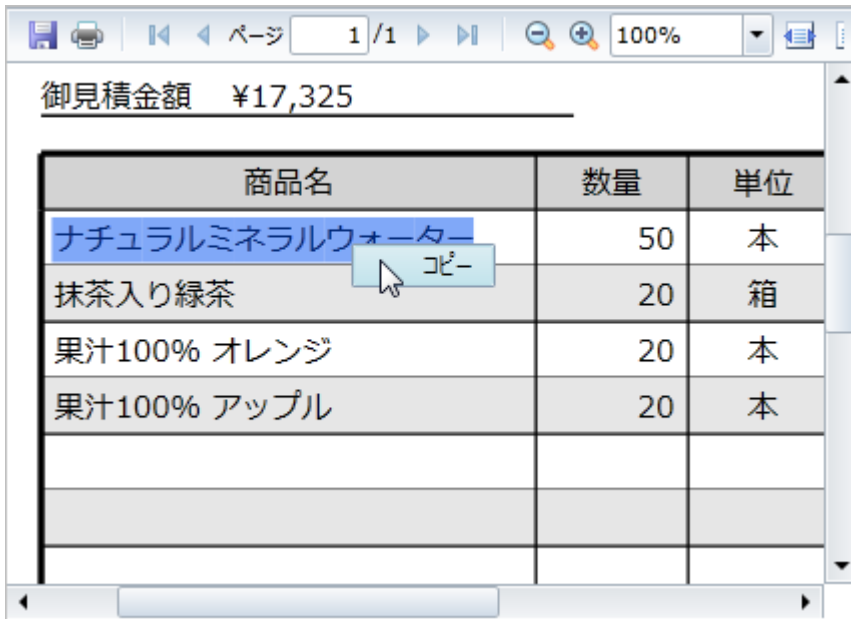 ページ 1 /1 100%
御見積金額 ¥17,325
商品名 数量 単位
ナチュラルミネラルウォーター 50 本
コピー
抹茶入り緑茶 20 箱
果汁100% オレンジ 20 本
果汁100% アップル 20 本